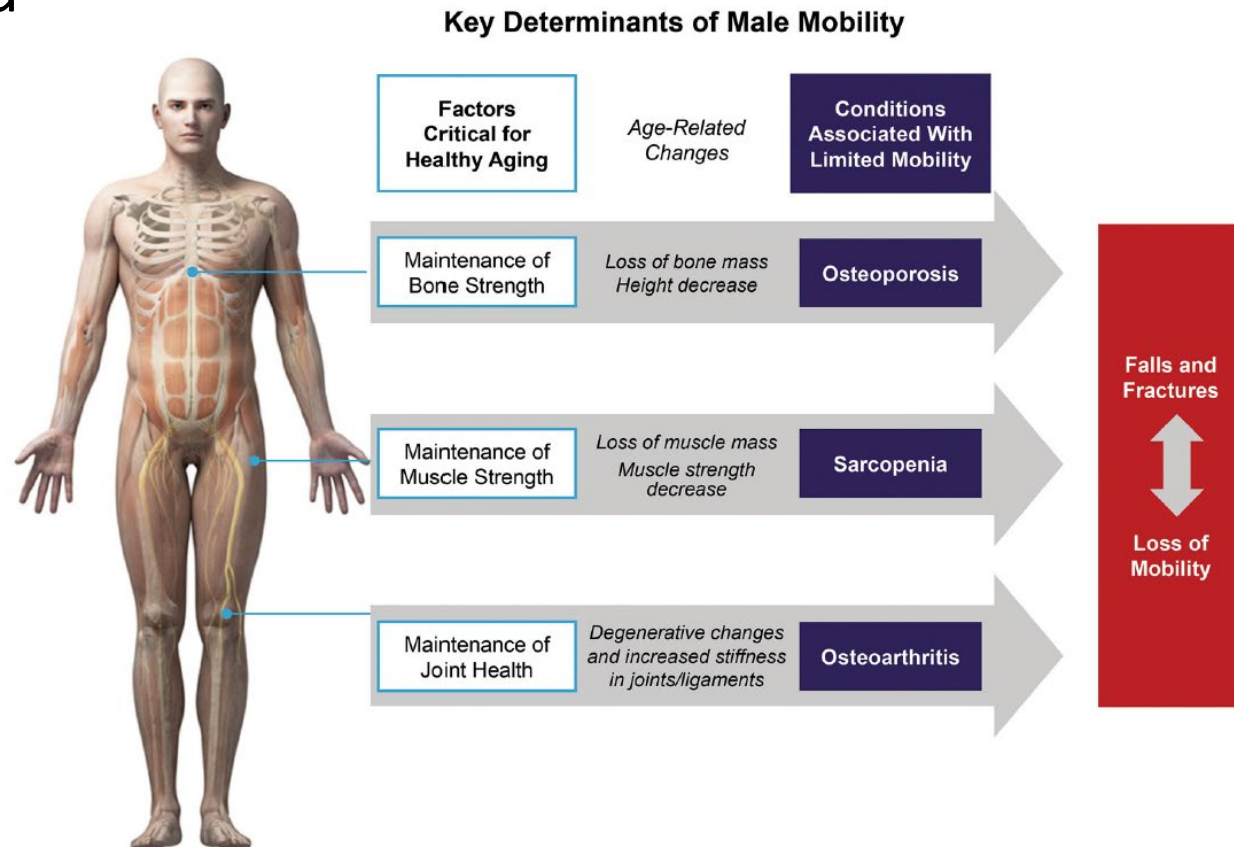 Key Determinants of Male Mobility
Factors
Critical for
Healthy Aging
Age-Related
Changes
Conditions
Associated With
Limited Mobility
Maintenance of
Bone Strength
Loss of bone mass
Height decrease
Osteoporosis
Maintenance of
Muscle Strength
Loss of muscle mass
Muscle strength
decrease
Sarcopenia
Maintenance of
Joint Health
Degenerative changes
and increased stiffness
in joints/ligaments
Osteoarthritis
Falls and
Fractures
Loss of
Mobility